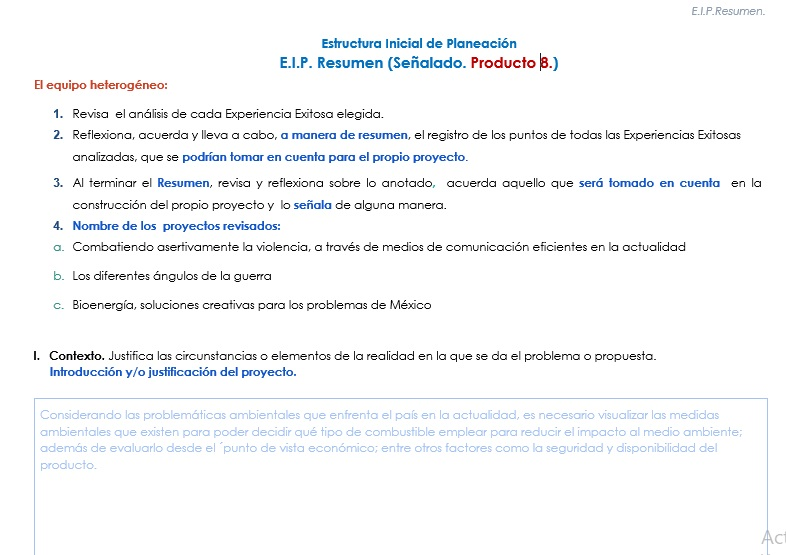 E.I.P.Resumen.
Estructura Inicial de Planeación
E.I.P. Resumen (Señalado. Producto 8.)
El equipo heterogéneo:
1. Revisa el análisis de cada Experiencia Exitosa elegida.
2. Reflexiona, acuerda y lleva a cabo, a manera de resumen, el registro de los puntos de todas las Experiencias Exitosas
analizadas, que se podrían tomar en cuenta para el propio proyecto.
3. Al terminar el Resumen, revisa y reflexiona sobre lo anotado, acuerda aquello que será tomado en cuenta en la
construcción del propio proyecto y lo señala de alguna manera.
4. Nombre de los proyectos revisados:
a. Combatiendo asertivamente la violencia, a través de medios de comunicación eficientes en la actualidad
b. Los diferentes ángulos de la guerra
c. Bioenergía, soluciones creativas para los problemas de México
I. Contexto. Justifica las circunstancias o elementos de la realidad en la que se da el problema o propuesta.
Introducción y/o justificación del proyecto.
Considerando las problemáticas ambientales que enfrenta el país en la actualidad, es necesario visualizar las medidas
ambientales que existen para poder decidir qué tipo de combustible emplear para reducir el impacto al medio ambiente;
además de evaluarlo desde el ´punto de vista económico; entre otros factores como la seguridad y disponibilidad del
producto.
Act